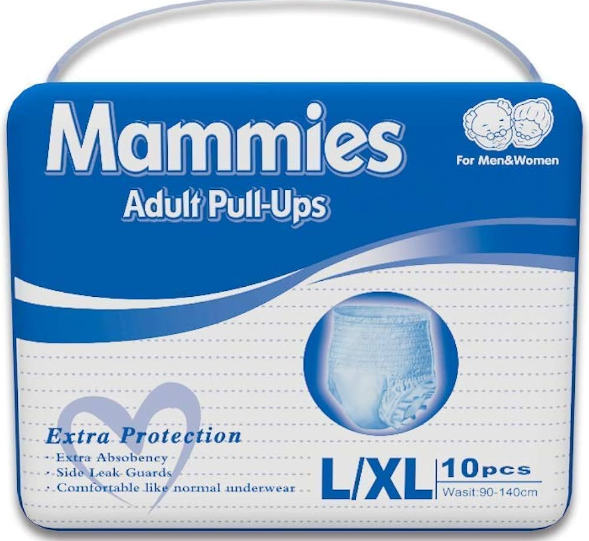 Mammies
For Men&Women
Adult Pull-Ups
Extra Protection
· Extra Absobency
· Side Leak Guards
· Comfortable like normal underwear
L/XL
10pcs
Wasit:90-140cm